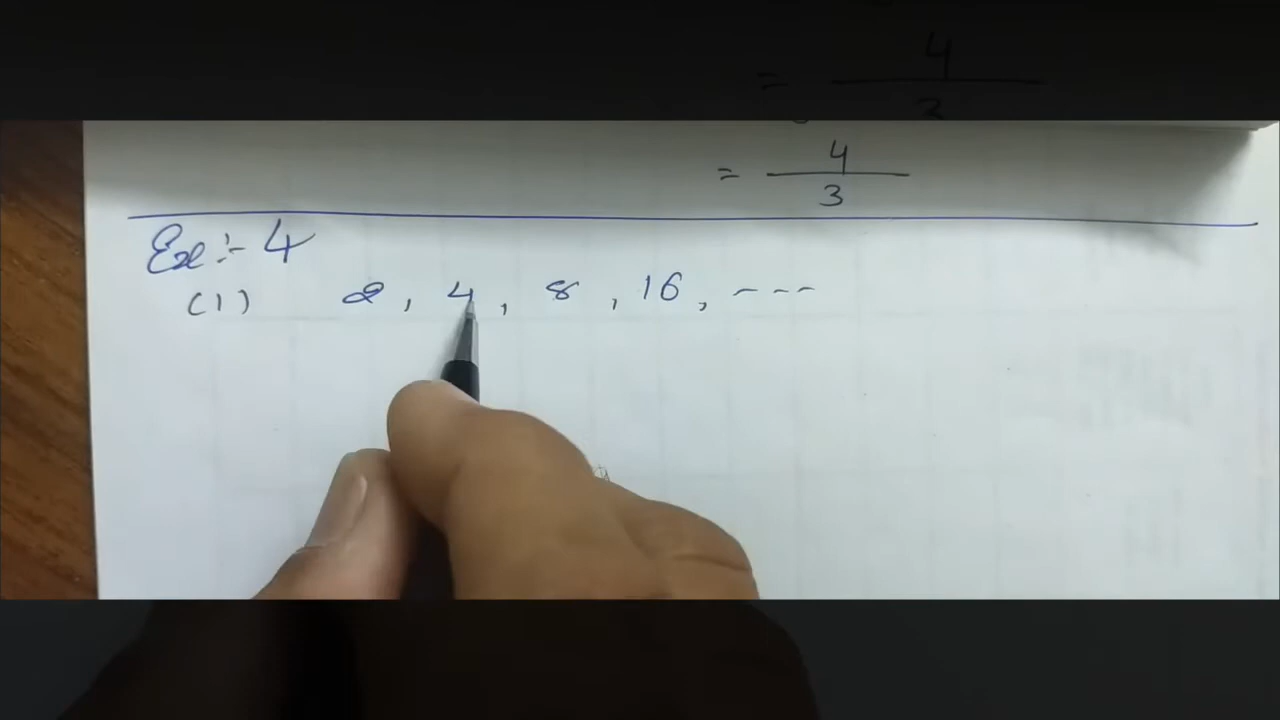 = 4/3
= 4/3
Ex :- 4
(1) 2, 4, 8, 16, ---